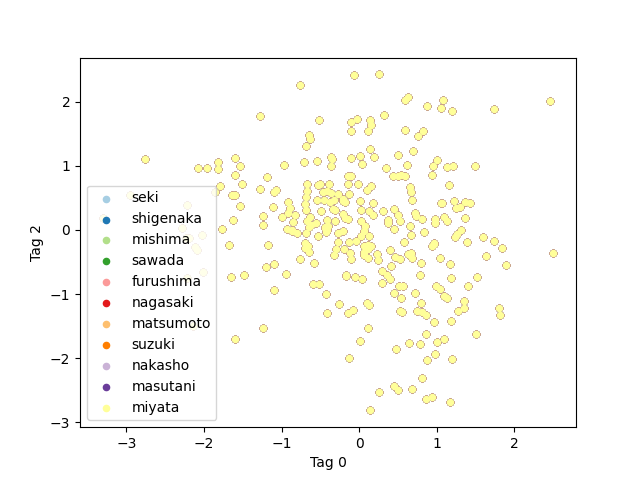 2
1
0
−1
−2
−3
Tag 2
seki
shigenaka
mishima
sawada
furushima
nagasaki
matsumoto
suzuki
nakasho
masutani
miyata
−3 −2 −1 0 1 2
Tag 0